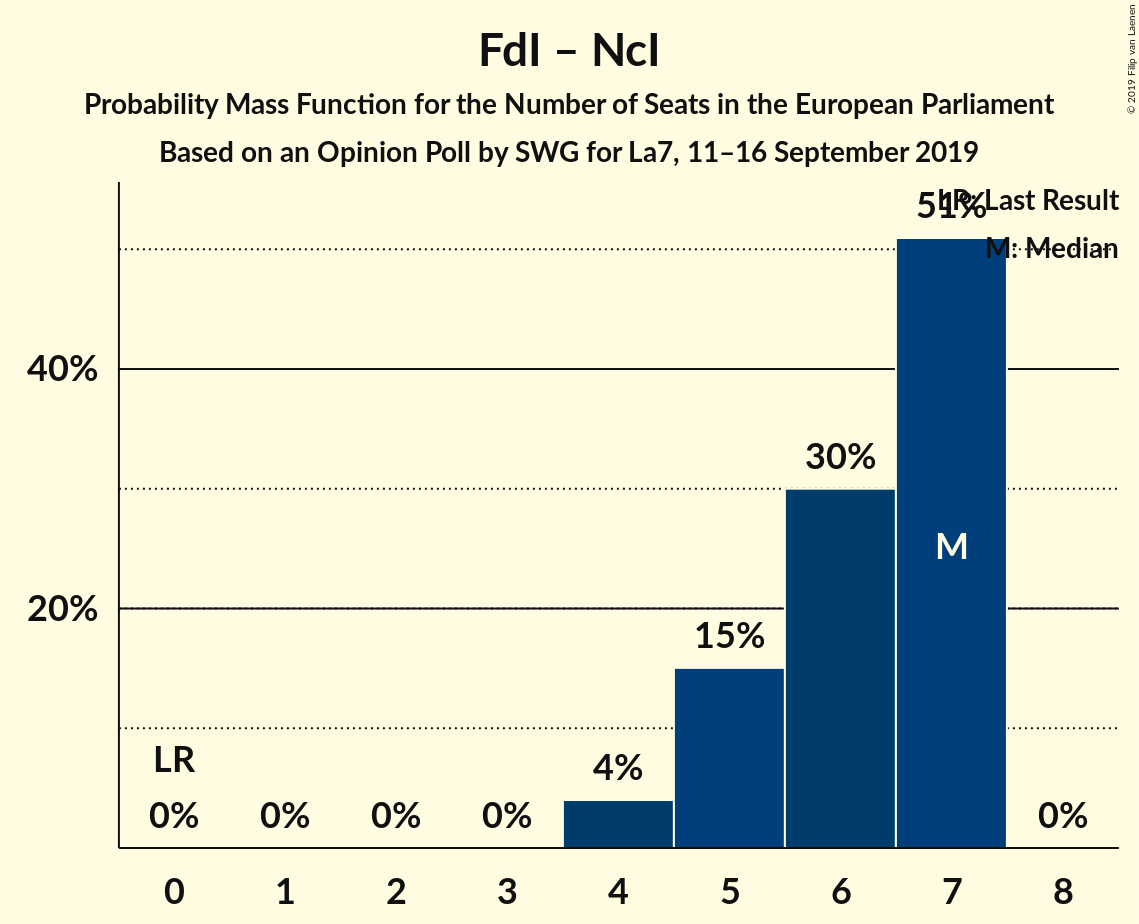 FdI – NcI
Probability Mass Function for the Number of Seats in the European Parliament
Based on an Opinion Poll by SWG for La7, 11–16 September 2019
© 2019 Filip van Laenen
LR: Last Result
M: Median
51%
40%
30%
M
20%
15%
LR
4%
0% 0% 0% 0% 0%
0 1 2 3 4 5 6 7 8